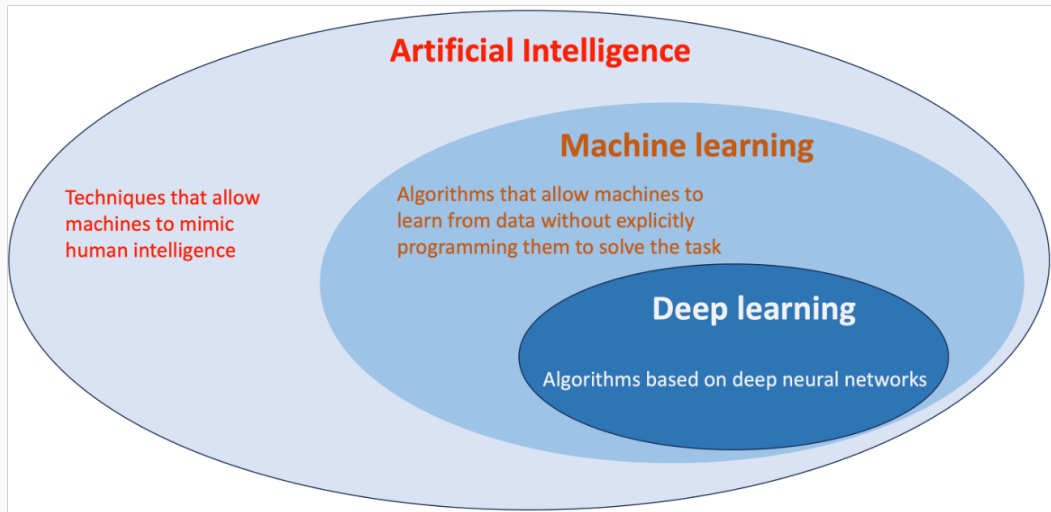 Artificial Intelligence
Machine learning
Techniques that allow
machines to mimic
human intelligence
Algorithms that allow machines to
learn from data without explicitly
programming them to solve the task
Deep learning
Algorithms based on deep neural networks